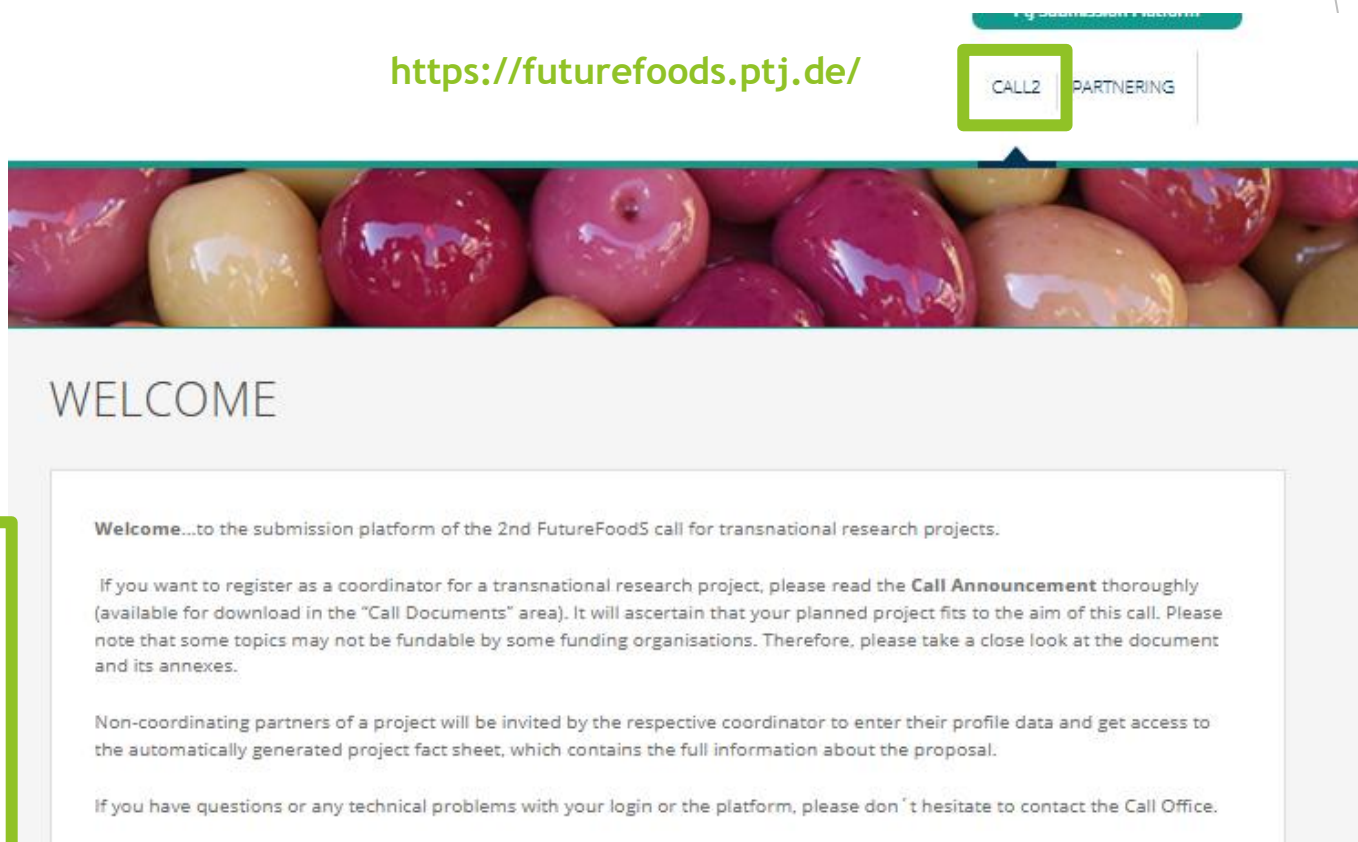 https://futurefoods.ptj.de/
CALL2 PARTNERING
WELCOME
Welcome...to the submission platform of the 2nd FutureFoodS call for transnational research projects.
If you want to register as a coordinator for a transnational research project, please read the Call Announcement thoroughly
(available for download in the "Call Documents" area). It will ascertain that your planned project fits to the aim of this call. Please
note that some topics may not be fundable by some funding organisations. Therefore, please take a close look at the document
and its annexes.
Non-coordinating partners of a project will be invited by the respective coordinator to enter their profile data and get access to
the automatically generated project fact sheet, which contains the full information about the proposal.
If you have questions or any technical problems with your login or the platform, please don´t hesitate to contact the Call Office.